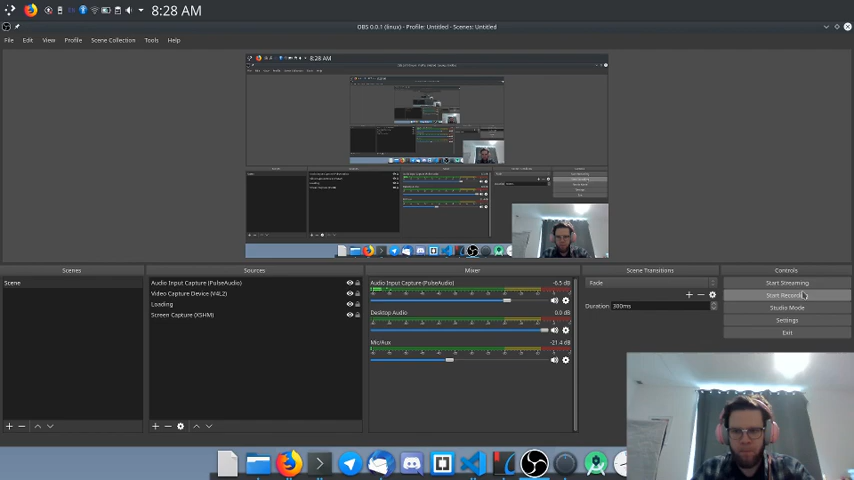 8:28 AM
OBS 0.0.1 (linux) - Profile: Untitled - Scenes: Untitled
File Edit View Profile Scene Collection Tools Help
8:28 AM
Scenes Sources Mixer Scene Transitions Controls
Scene
Audio Input Capture (PulseAudio)
Video Capture Device (V4L2)
Loading
Screen Capture (XSHM)
Audio Input Capture (PulseAudio) -6.5 dB
Desktop Audio 0.0 dB
Mic/Aux -21.4 dB
Fade
Duration 300ms
Start Streaming
Start Recording
Studio Mode
Settings
Exit